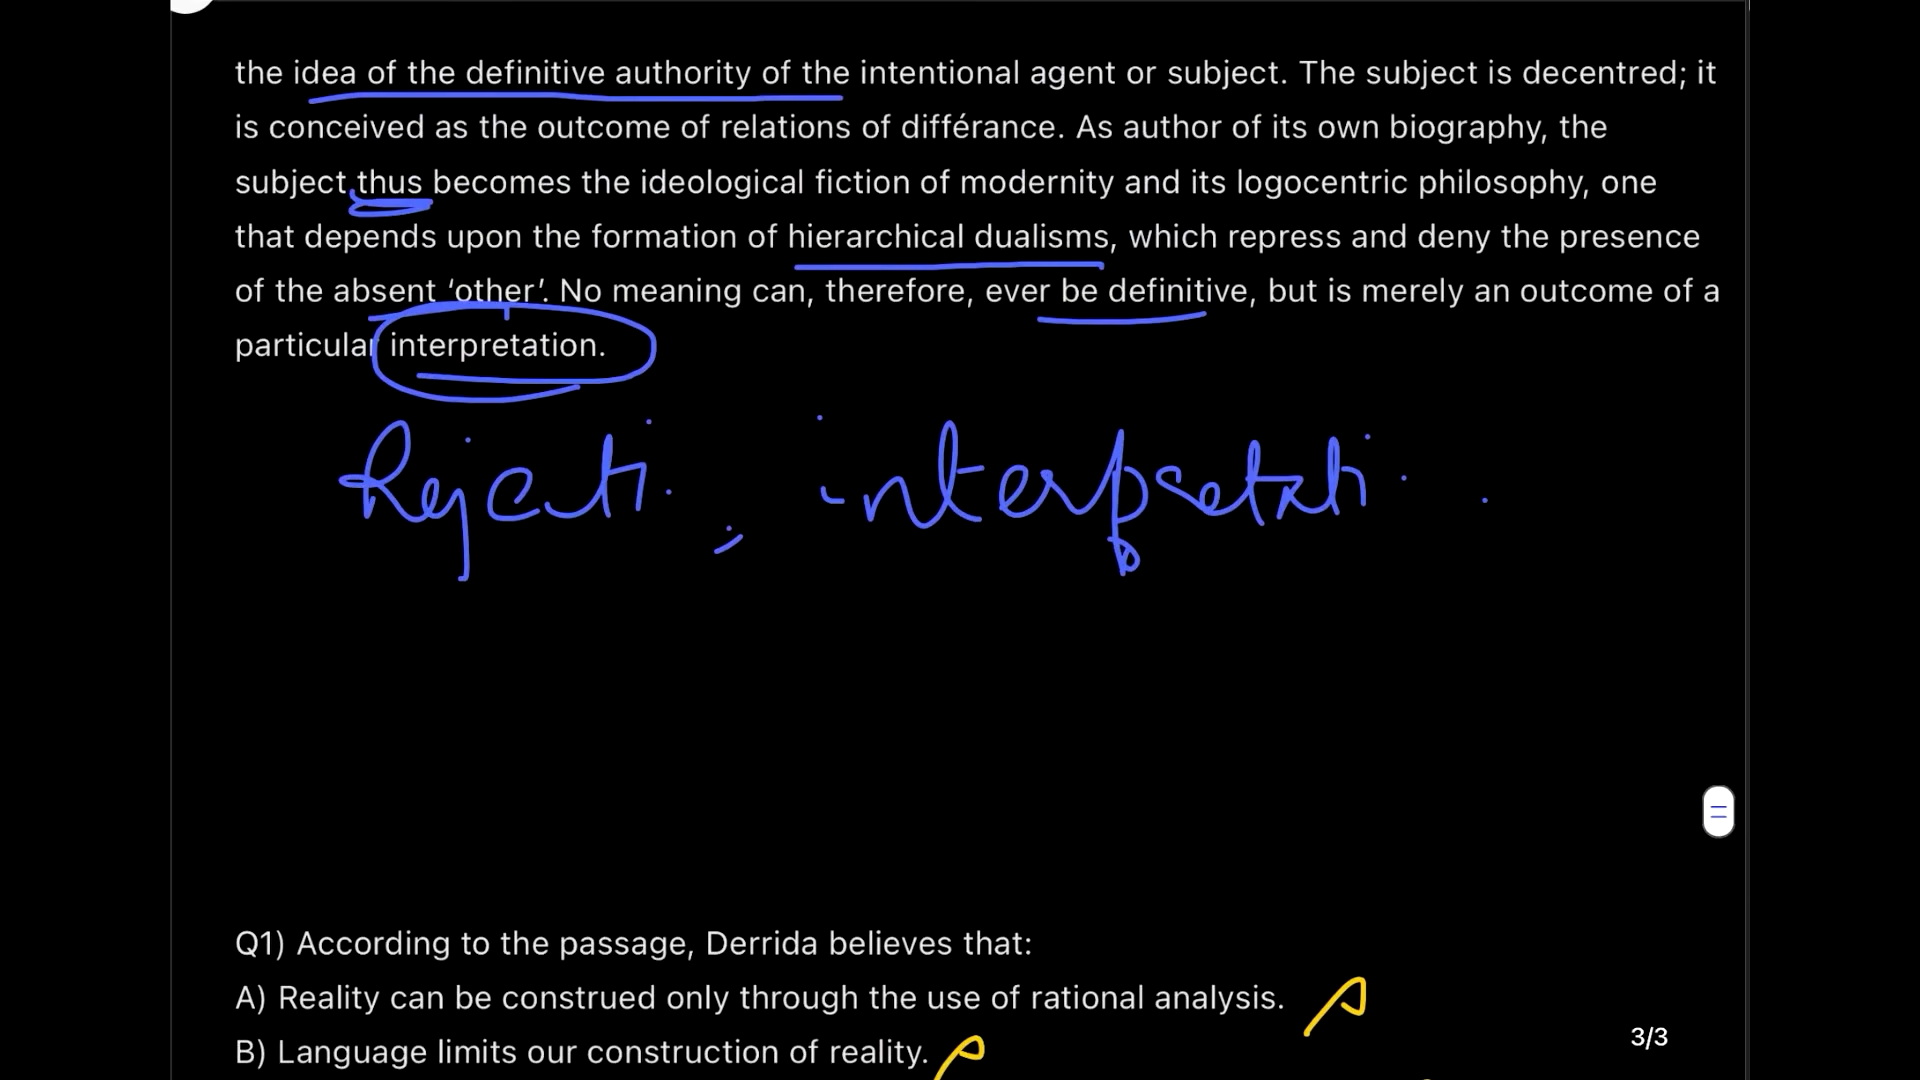 the idea of the definitive authority of the intentional agent or subject. The subject is decentred; it
is conceived as the outcome of relations of différance. As author of its own biography, the
subject thus becomes the ideological fiction of modernity and its logocentric philosophy, one
that depends upon the formation of hierarchical dualisms, which repress and deny the presence
of the absent ‘other’. No meaning can, therefore, ever be definitive, but is merely an outcome of a
particular interpretation.
Rejecti. interpretati.
Q1) According to the passage, Derrida believes that:
A) Reality can be construed only through the use of rational analysis.
3/3
B) Language limits our construction of reality.